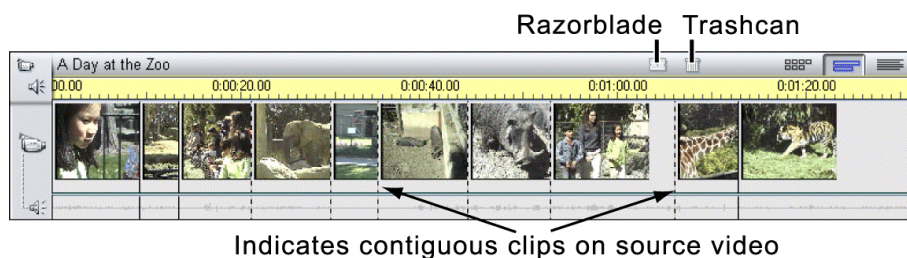 Razorblade Trashcan
A Day at the Zoo
00.00 0:00:20.00 0:00:40.00 0:01:00.00 0:01:20.00
Indicates contiguous clips on source video